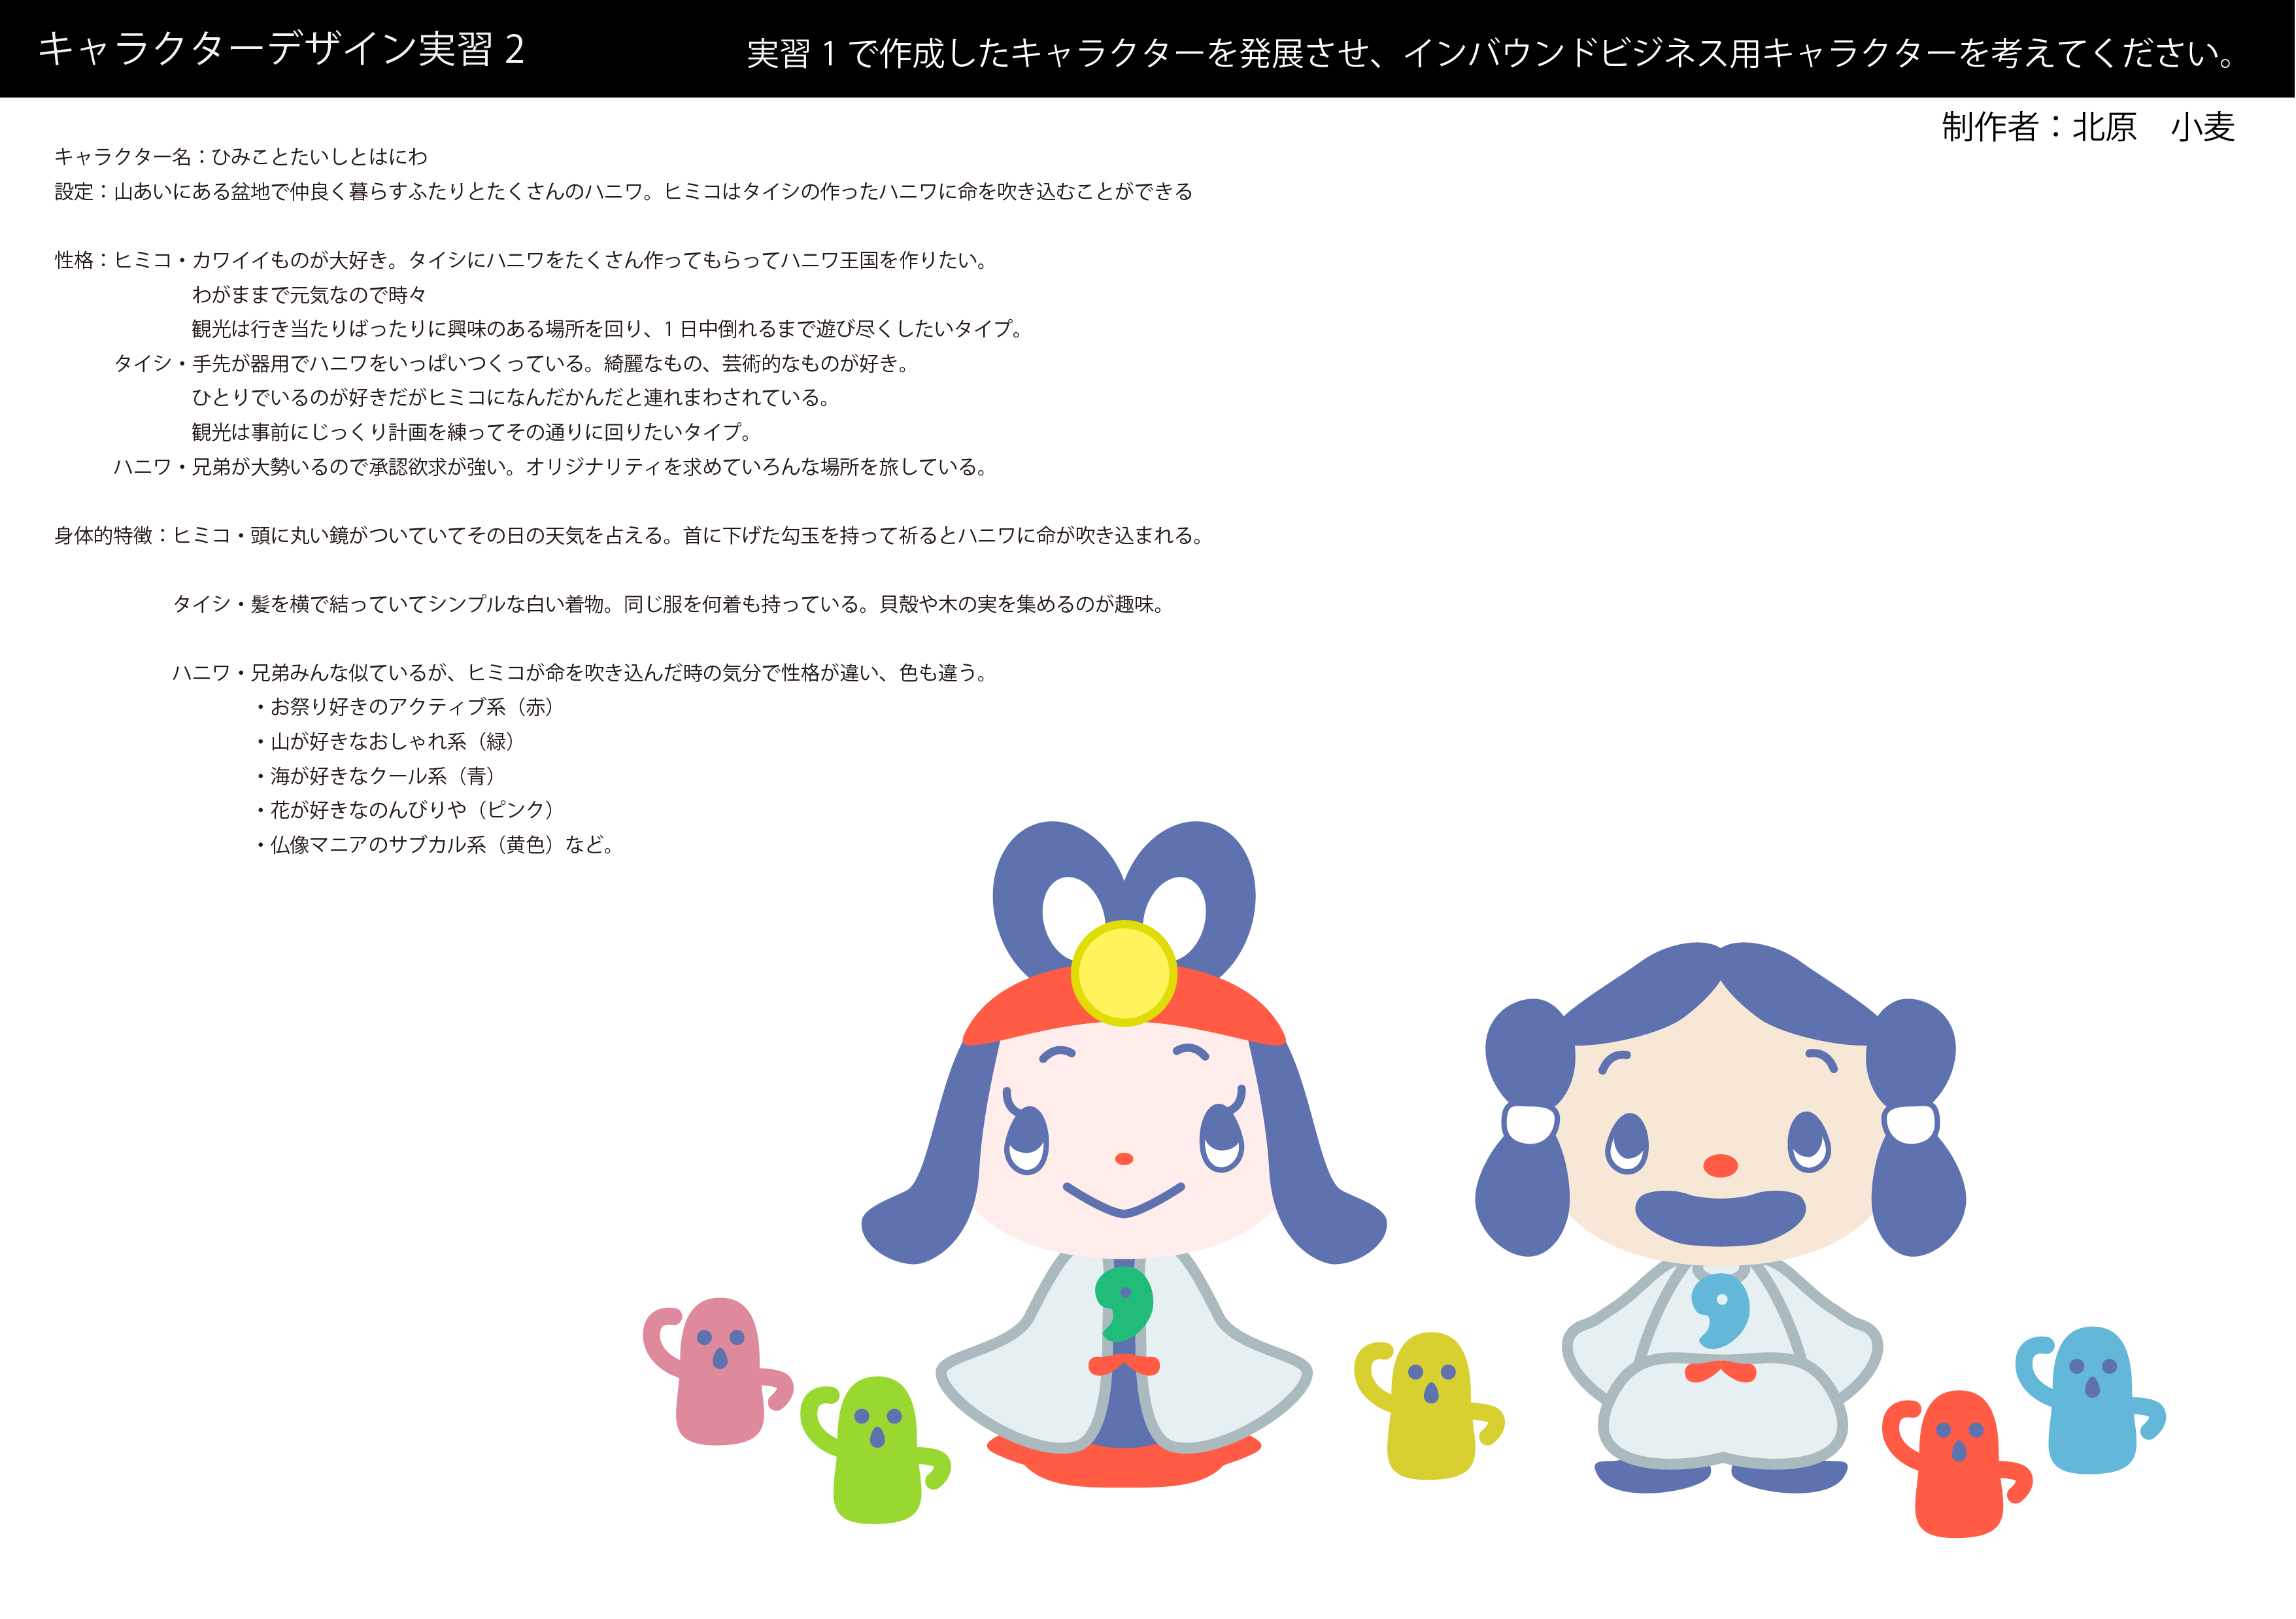 キャラクターデザイン実習 2
実習 1 で作成したキャラクターを発展させ、インバウンドビジネス用キャラクターを考えてください。
制作者：北原　小麦
キャラクター名：ひみことたいしとはにわ
設定：山あいにある盆地で仲良く暮らすふたりとたくさんのハニワ。ヒミコはタイシの作ったハニワに命を吹き込むことができる
性格：ヒミコ・カワイイものが大好き。タイシにハニワをたくさん作ってもらってハニワ王国を作りたい。
わがままで元気なので時々
観光は行き当たりばったりに興味のある場所を回り、1 日中倒れるまで遊び尽くしたいタイプ。
タイシ・手先が器用でハニワをいっぱいつくっている。綺麗なもの、芸術的なものが好き。
ひとりでいるのが好きだがヒミコになんだかんだと連れまわされている。
観光は事前にじっくり計画を練ってその通りに回りたいタイプ。
ハニワ・兄弟が大勢いるので承認欲求が強い。オリジナリティを求めていろんな場所を旅している。
身体的特徴：ヒミコ・頭に丸い鏡がついていてその日の天気を占える。首に下げた勾玉を持って祈るとハニワに命が吹き込まれる。
タイシ・髪を横で結っていてシンプルな白い着物。同じ服を何着も持っている。貝殻や木の実を集めるのが趣味。
ハニワ・兄弟みんな似ているが、ヒミコが命を吹き込んだ時の気分で性格が違い、色も違う。
・お祭り好きのアクティブ系（赤）
・山が好きなおしゃれ系（緑）
・海が好きなクール系（青）
・花が好きなのんびりや（ピンク）
・仏像マニアのサブカル系（黄色）など。